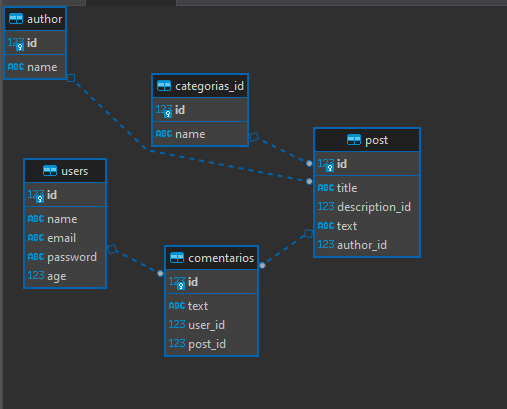 author
123 id
ABC name
categorias_id
123 id
ABC name
post
123 id
ABC title
123 description_id
ABC text
123 author_id
users
123 id
ABC name
ABC email
ABC password
123 age
comentarios
123 id
ABC text
123 user_id
123 post_id